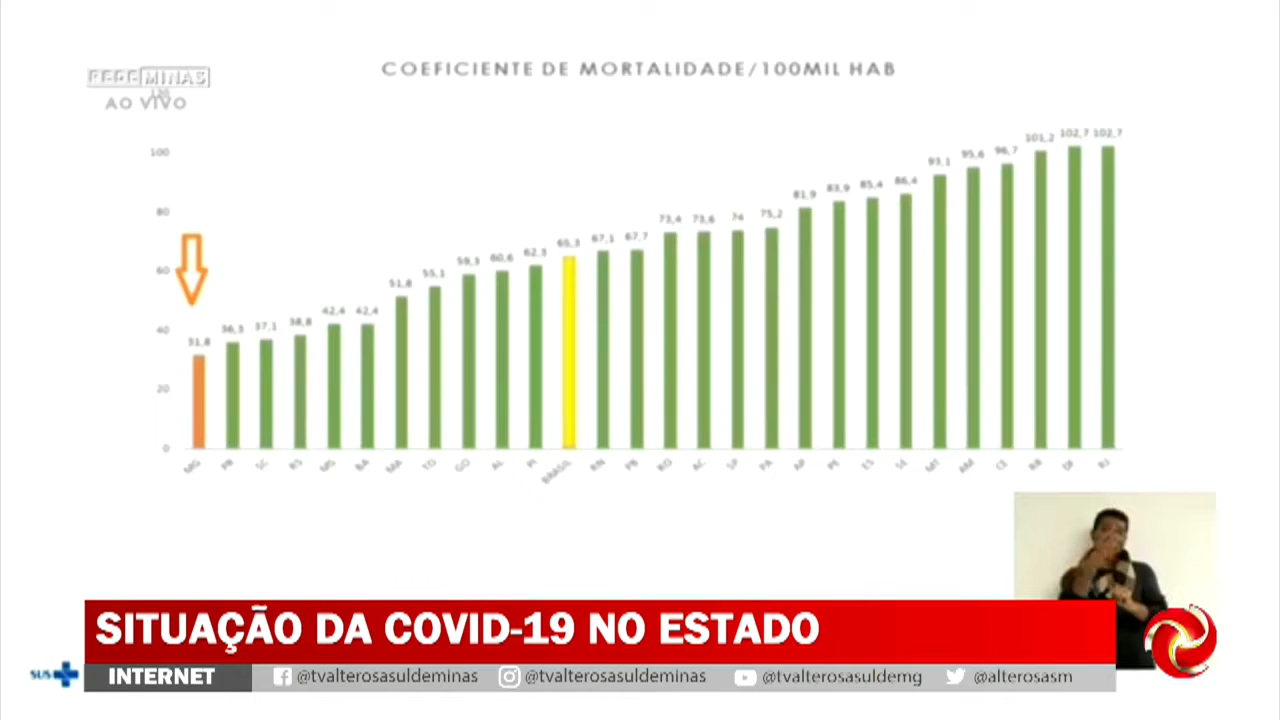 REDE MINAS
AO VIVO
COEFICIENTE DE MORTALIDADE/100MIL HAB
120
100
80
60
40
20
0
31,8 36,3 37,1 38,8 42,4 42,4 51,8 55,1 59,3 60,6 62,3 65,3 67,1 67,7 73,4 73,6 74 75,2 81,9 83,9 85,4 86,4 93,1 95,6 96,7 101,2 102,7 102,7
MG PR SC RS MS BA MA TO GO AL PI BRASIL RN PB RO AC SP PA AP PE ES SE MT AM CE RR DF RJ
SITUAÇÃO DA COVID-19 NO ESTADO
SUS
INTERNET
@tvalterosasuldeminas @tvalterosasuldeminas @tvalterosasuldemg @alterosasm